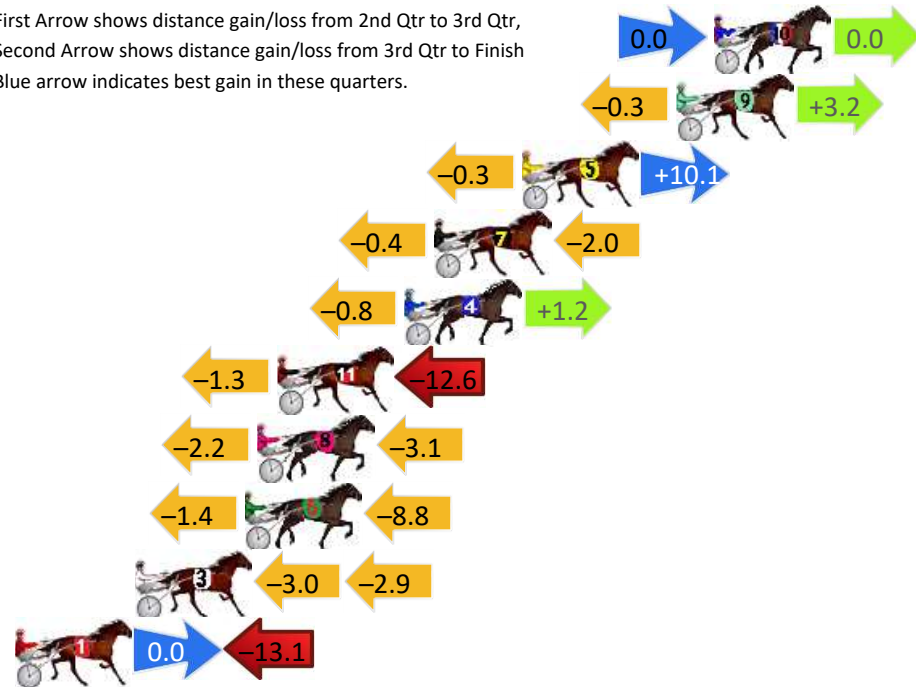 First Arrow shows distance gain/loss from 2nd Qtr to 3rd Qtr,
Second Arrow shows distance gain/loss from 3rd Qtr to Finish
Blue arrow indicates best gain in these quarters.
0.0 10 0.0
–0.3 9 +3.2
–0.3 5 +10.1
–0.4 7 –2.0
–0.8 4 +1.2
–1.3 11 –12.6
–2.2 8 –3.1
–1.4 –8.8
3 –3.0 –2.9
1 0.0 –13.1